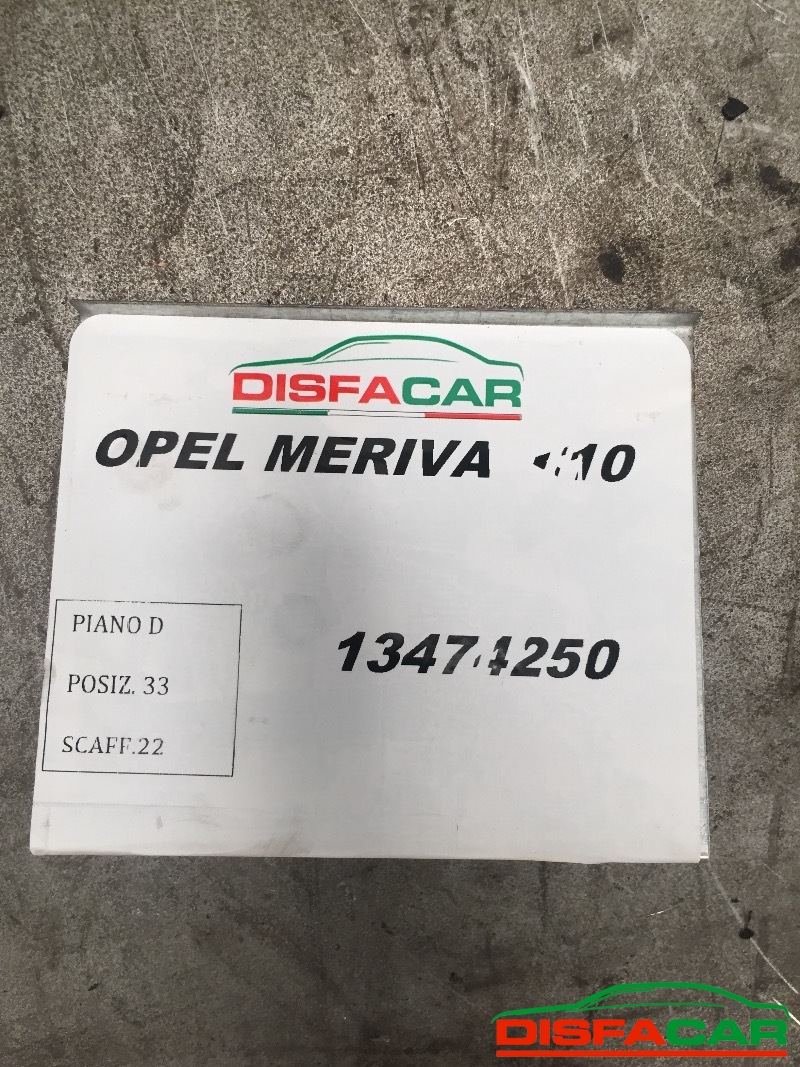 DISFACAR
OPEL MERIVA
13474250
PIANO D
POSIZ. 33
SCAFF.22
DISFACAR